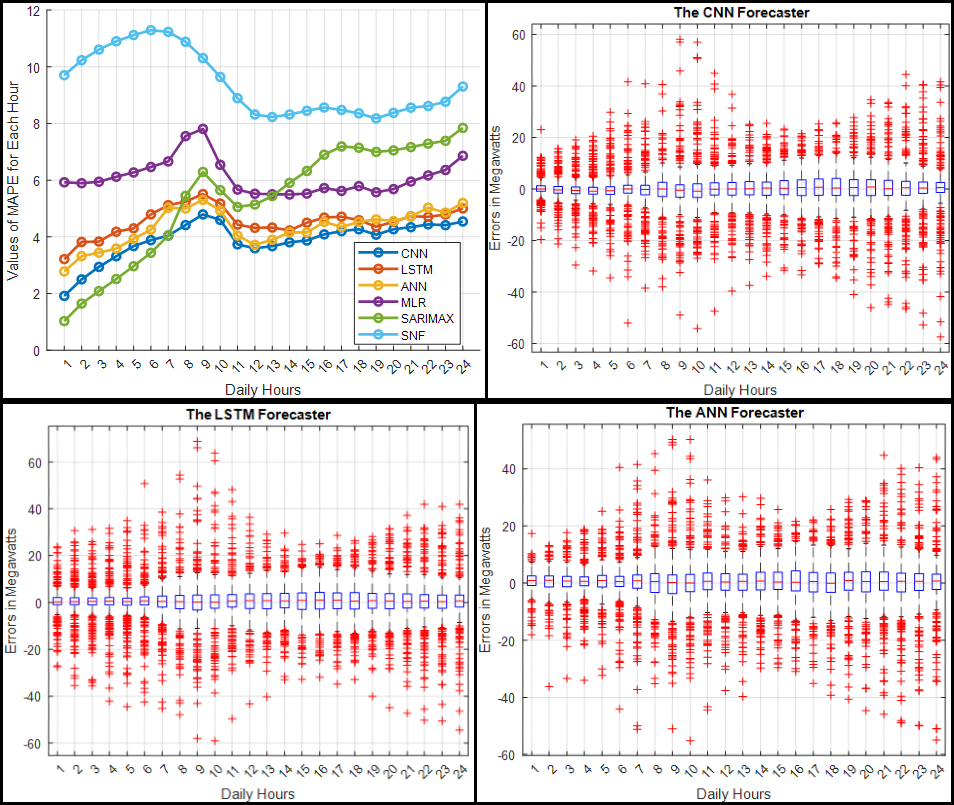 12
10
8
6
4
2
0
Values of MAPE for Each Hour
CNN
LSTM
ANN
MLR
SARIMAX
SNF
1 2 3 4 5 6 7 8 9 10 11 12 13 14 15 16 17 18 19 20 21 22 23 24
Daily Hours
The CNN Forecaster
60
40
20
0
-20
-40
-60
Errors in Megawatts
1 2 3 4 5 6 7 8 9 10 11 12 13 14 15 16 17 18 19 20 21 22 23 24
Daily Hours
The LSTM Forecaster
60
40
20
0
-20
-40
-60
Errors in Megawatts
1 2 3 4 5 6 7 8 9 10 11 12 13 14 15 16 17 18 19 20 21 22 23 24
Daily Hours
The ANN Forecaster
40
20
0
-20
-40
-60
Errors in Megawatts
1 2 3 4 5 6 7 8 9 10 11 12 13 14 15 16 17 18 19 20 21 22 23 24
Daily Hours